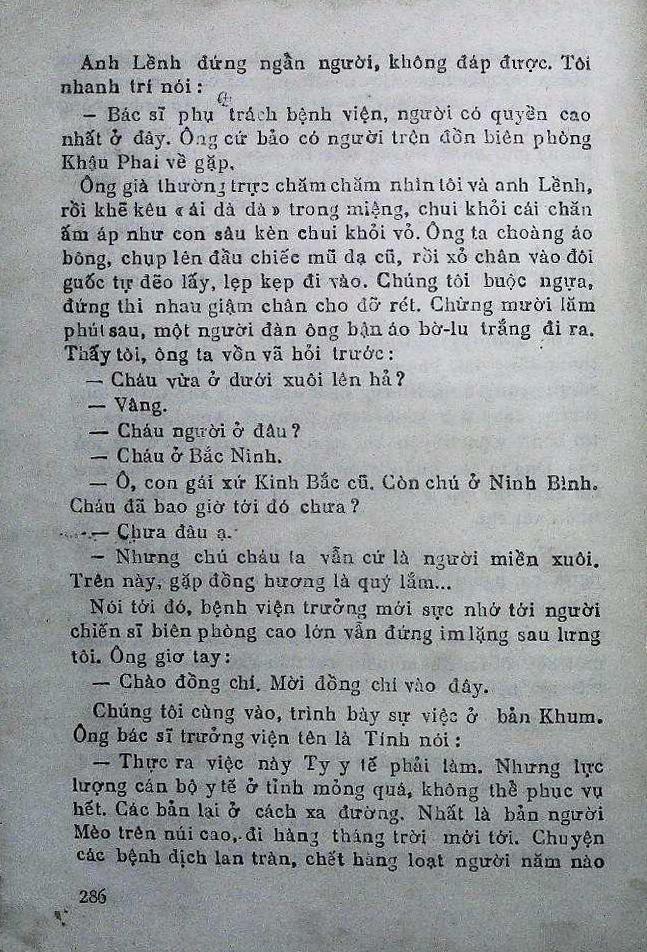 Anh Lềnh đứng ngần người, không đáp được. Tôi
nhanh trí nói :
— Bác sĩ phụ trách bệnh viện, người có quyền cao
nhất ở đây. Ông cứ bảo có người trên đồn biên phòng
Khậu Phai về gặp.
Ông già thường trực chăm chăm nhìn tôi và anh Lềnh,
rồi khẽ kêu « ái dà dà » trong miệng, chui khỏi cái chăn
ấm áp như con sâu kèn chui khỏi vỏ. Ông ta choàng áo
bông, chụp lên đầu chiếc mũ dạ cũ, rồi xỏ chân vào đôi
guốc tự đẽo lấy, lẹp kẹp đi vào. Chúng tôi buộc ngựa,
đứng thi nhau giậm chân cho đỡ rét. Chừng mười lăm
phút sau, một người đàn ông bận áo bờ-lu trắng đi ra.
Thấy tôi, ông ta vồn vã hỏi trước :
— Cháu vừa ở dưới xuôi lên hả ?
— Vâng.
— Cháu người ở đâu ?
— Cháu ở Bắc Ninh.
— Ô, con gái xứ Kinh Bắc cũ. Còn chú ở Ninh Bình.
Cháu đã bao giờ tới đó chưa ?
— Chưa đâu ạ.
— Nhưng chú cháu ta vẫn cứ là người miền xuôi.
Trên này, gặp đồng hương là quý lắm...
Nói tới đó, bệnh viện trưởng mới sực nhớ tới người
chiến sĩ biên phòng cao lớn vẫn đứng im lặng sau lưng
tôi. Ông giơ tay :
— Chào đồng chí. Mời đồng chí vào đây.
Chúng tôi cùng vào, trình bày sự việc ở bản Khum.
Ông bác sĩ trưởng viện tên là Tính nói :
— Thực ra việc này Ty y tế phải làm. Nhưng lực
lượng cán bộ y tế ở tỉnh mỏng quá, không thể phục vụ
hết. Các bản lại ở cách xa đường. Nhất là bản người
Mèo trên núi cao, đi hàng tháng trời mới tới. Chuyện
các bệnh dịch lan tràn, chết hàng loạt người năm nào
286